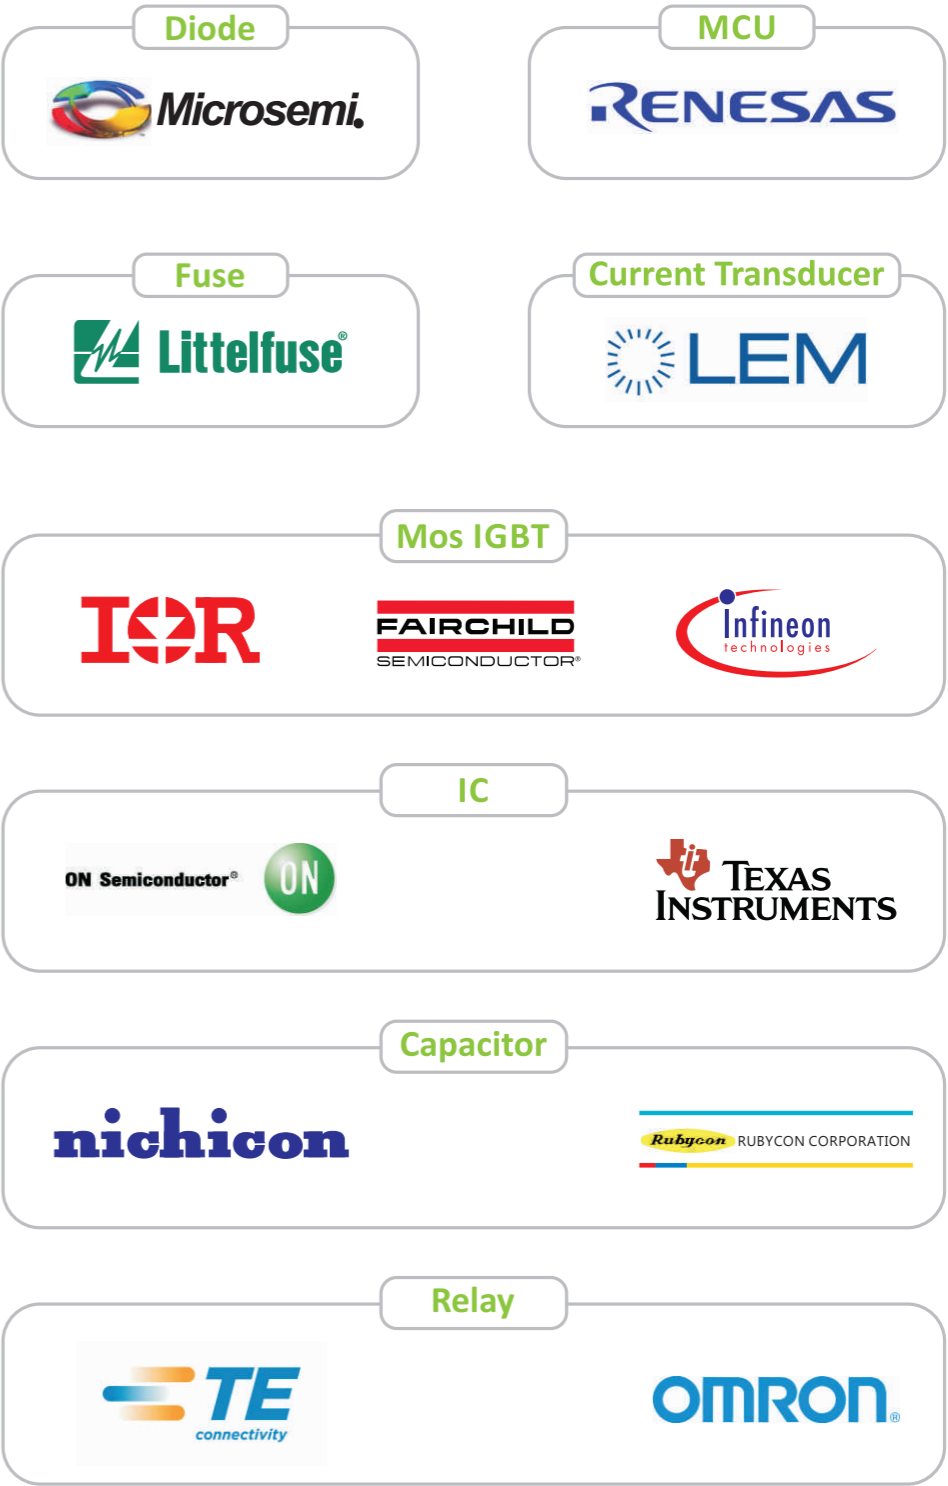 Diode
Microsemi.
MCU
RENESAS
Fuse
Littelfuse®
Current Transducer
LEM
Mos IGBT
IOR
FAIRCHILD
SEMICONDUCTOR®
Infineon
technologies
IC
ON Semiconductor®
ON
TEXAS
INSTRUMENTS
Capacitor
nichicon
Rubycon RUBYCON CORPORATION
Relay
TE
connectivity
OMRON®